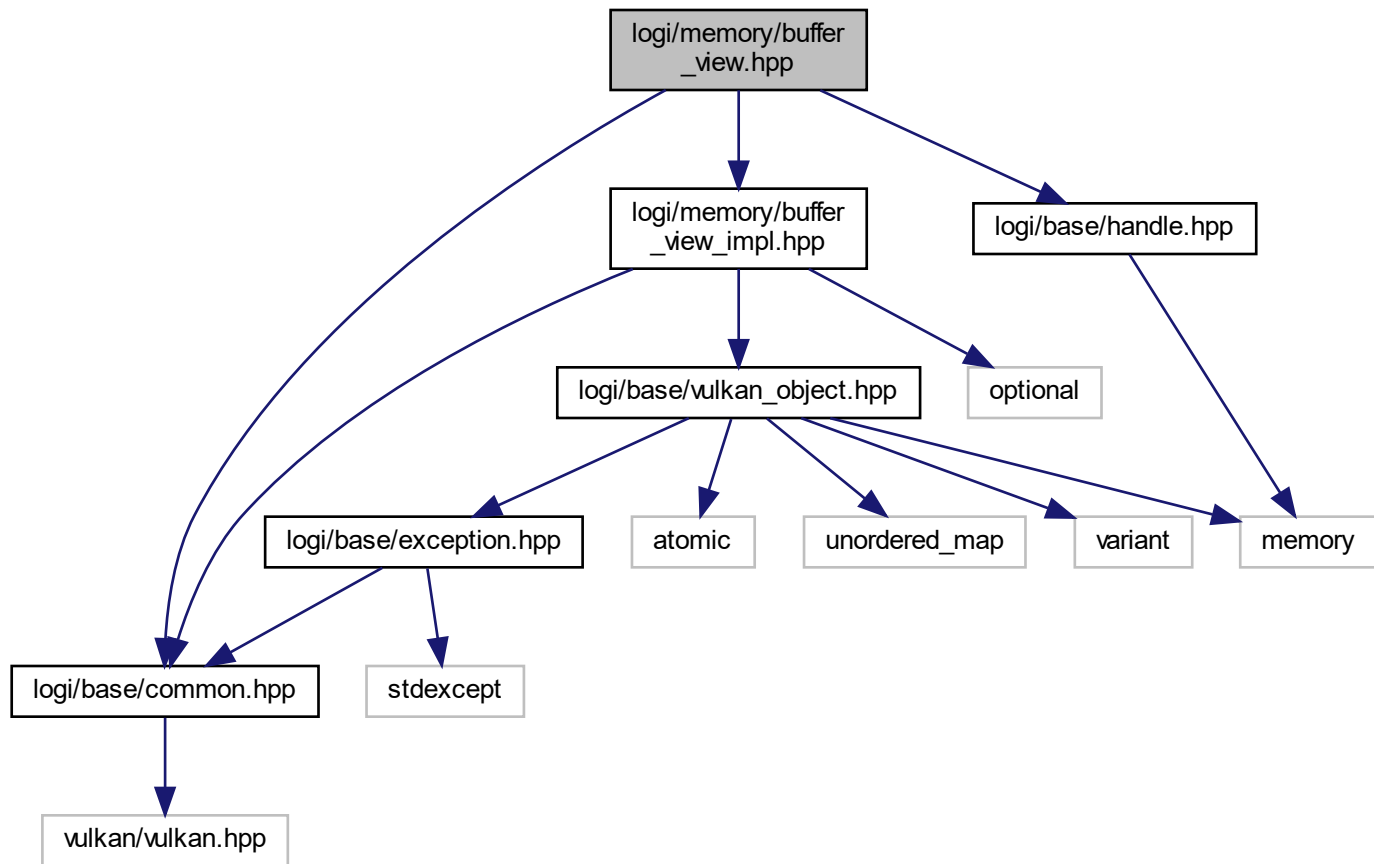 logi/memory/buffer
_view.hpp
logi/memory/buffer
_view_impl.hpp
logi/base/handle.hpp
logi/base/vulkan_object.hpp
optional
logi/base/exception.hpp
atomic
unordered_map
variant
memory
logi/base/common.hpp
stdexcept
vulkan/vulkan.hpp